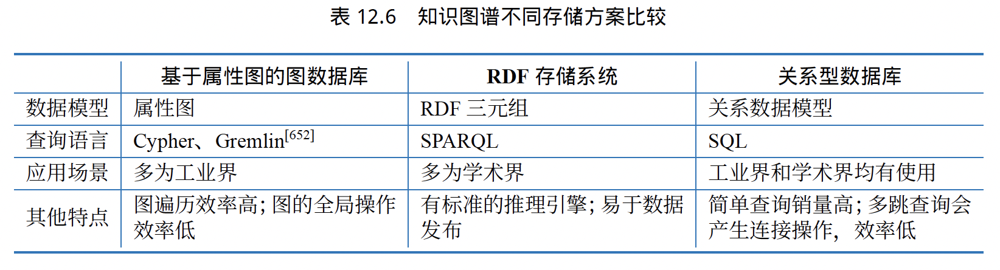 表 12.6 知识图谱不同存储方案比较
基于属性图的图数据库 RDF 存储系统 关系型数据库
数据模型 属性图 RDF 三元组 关系数据模型
查询语言 Cypher、Gremlin[652] SPARQL SQL
应用场景 多为工业界 多为学术界 工业界和学术界均有使用
其他特点 图遍历效率高；图的全局操作效率低 有标准的推理引擎；易于数据发布 简单查询销量高；多跳查询会产生连接操作，效率低